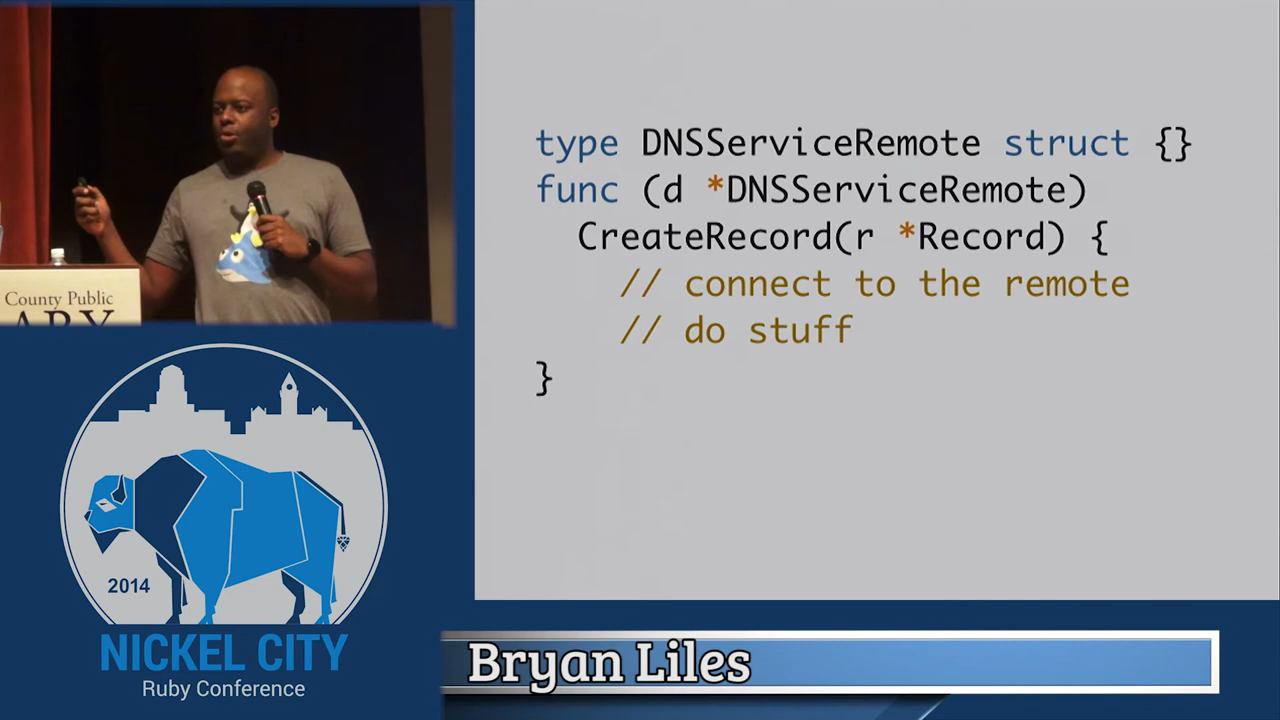 County Public
type DNSServiceRemote struct {}
func (d *DNSServiceRemote)
CreateRecord(r *Record) {
// connect to the remote
// do stuff
}
2014
NICKEL CITY
Ruby Conference
Bryan Liles